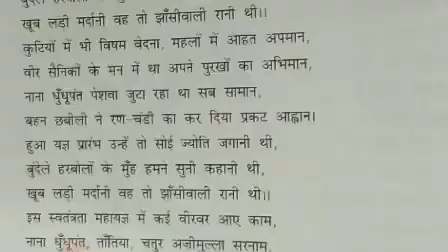 बुंदेले हरबोलों के
खूब लड़ी मर्दानी वह तो झाँसीवाली रानी थी।।
कुटियों में भी विषम वेदना, महलों में आहत अपमान,
वीर सैनिकों के मन में था अपने पुरखों का अभिमान,
नाना धुंधूपंत पेशवा जुटा रहा था सब सामान,
बहन छबीली ने रण-चंडी का कर दिया प्रकट आह्वान।
हुआ यज्ञ प्रारंभ उन्हें तो सोई ज्योति जगानी थी,
बुंदेले हरबोलों के मुँह हमने सुनी कहानी थी,
खूब लड़ी मर्दानी वह तो झाँसीवाली रानी थी।।
इस स्वतंत्रता महायज्ञ में कई वीरवर आए काम,
नाना धुंधूपंत, ताँतिया, चतुर अज़ीमुल्ला सरनाम,